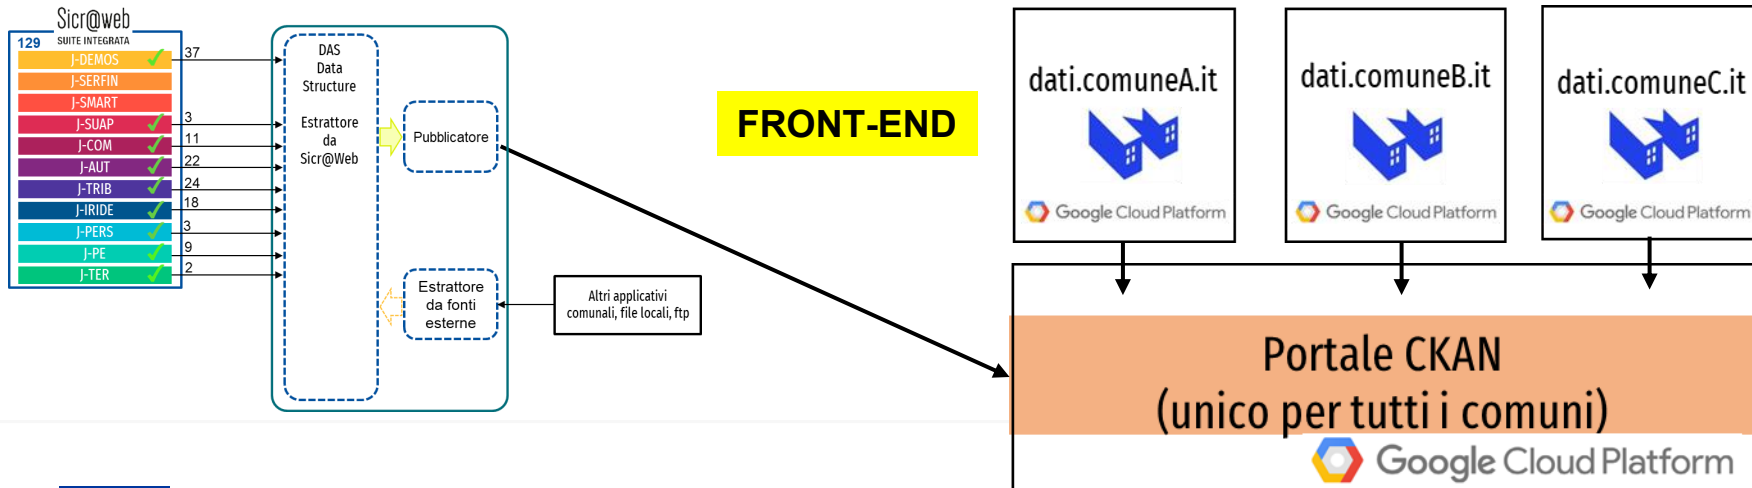 Sicr@web
SUITE INTEGRATA
129
J-DEMOS
37
J-SERFIN
J-SMART
J-SUAP
3
J-COM
11
J-AUT
22
J-TRIB
24
J-IRIDE
18
J-PERS
3
J-PE
9
J-TER
2
DAS
Data
Structure
Estrattore
da
Sicr@Web
Pubblicatore
Estrattore
da fonti
esterne
Altri applicativi
comunali, file locali, ftp
FRONT-END
dati.comuneA.it
Google Cloud Platform
dati.comuneB.it
Google Cloud Platform
dati.comuneC.it
Google Cloud Platform
Portale CKAN
(unico per tutti i comuni)
Google Cloud Platform